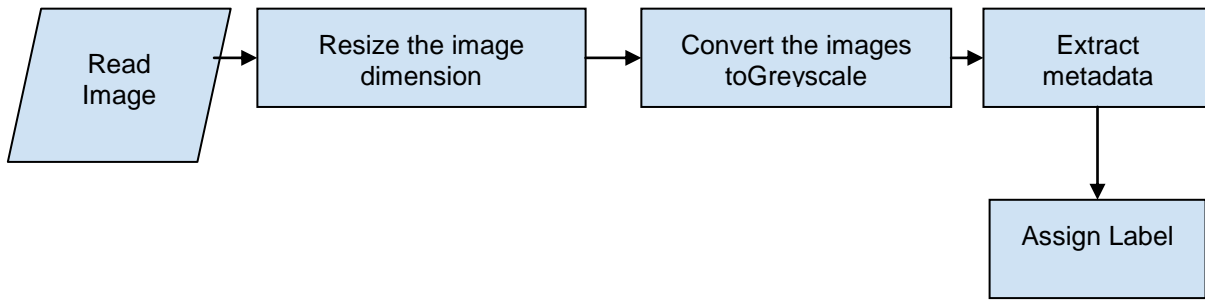 Read
Image
Resize the image
dimension
Convert the images
toGreyscale
Extract
metadata
Assign Label